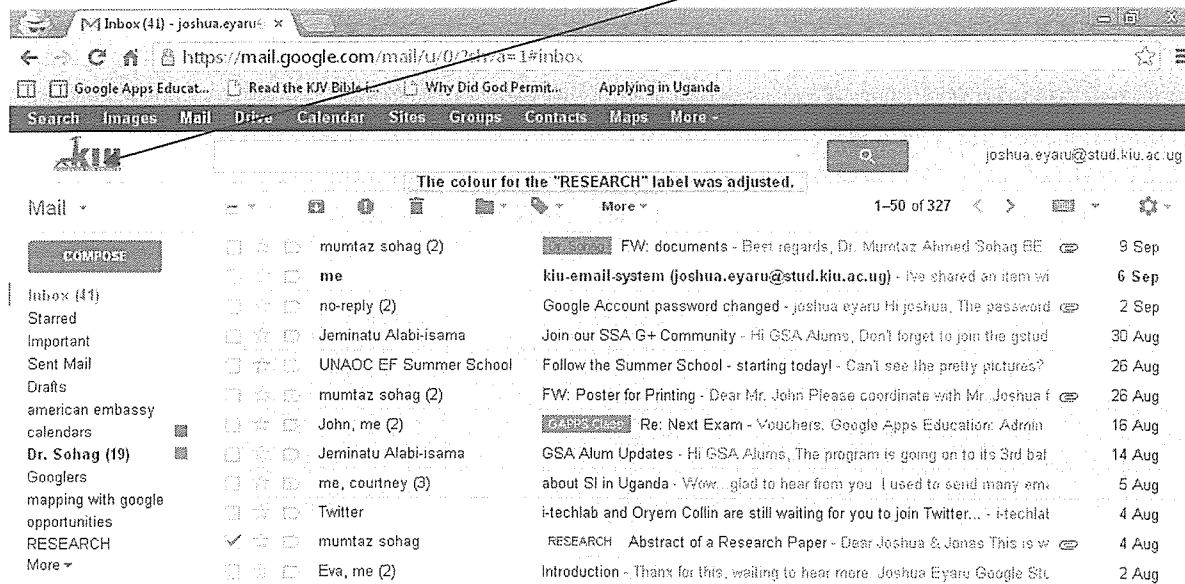 Inbox (41) - joshua.eyaru
https://mail.google.com/mail/u/0/?shva=1#inbox
Google Apps Educat... Read the KJV Bible i... Why Did God Permit... Applying in Uganda
Search Images Mail Drive Calendar Sites Groups Contacts Maps More
kiu joshua.eyaru@stud.kiu.ac.ug
The colour for the "RESEARCH" label was adjusted.
Mail More 1–50 of 327
COMPOSE
Inbox (41)
Starred
Important
Sent Mail
Drafts
american embassy
calendars
Dr. Sohag (19)
Googlers
mapping with google
opportunities
RESEARCH
More
mumtaz sohag (2) Dr. Sohag FW: documents - Best regards, Dr. Mumtaz Ahmed Sohag BE 9 Sep
me kiu-email-system (joshua.eyaru@stud.kiu.ac.ug) - I've shared an item wi 6 Sep
no-reply (2) Google Account password changed - joshua eyaru Hi joshua, The password 2 Sep
Jeminatu Alabi-isama Join our SSA G+ Community - Hi GSA Alums, Don't forget to join the gstud 30 Aug
UNAOC EF Summer School Follow the Summer School - starting today! - Can't see the pretty pictures? 26 Aug
mumtaz sohag (2) FW: Poster for Printing - Dear Mr. John Please coordinate with Mr. Joshua f 26 Aug
John, me (2) Re: Next Exam - Vouchers. Google Apps Education: Admin 16 Aug
Jeminatu Alabi-isama GSA Alum Updates - Hi GSA Alums, The program is going on to its 3rd bat 14 Aug
me, courtney (3) about SI in Uganda - Wow...glad to hear from you. I used to send many ema 5 Aug
Twitter i-techlab and Oryem Collin are still waiting for you to join Twitter... - i-techlat 4 Aug
mumtaz sohag RESEARCH Abstract of a Research Paper - Dear Joshua & Jonas This is w 4 Aug
Eva, me (2) Introduction - Thanx for this, waiting to hear more. Joshua Eyaru Google Stu 2 Aug